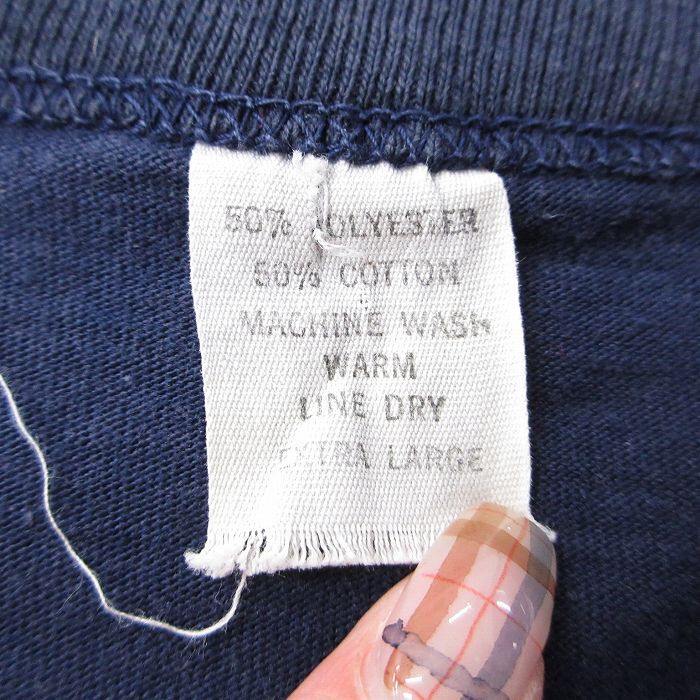 50% POLYESTER
50% COTTON
MACHINE WASH
WARM
LINE DRY
EXTRA LARGE